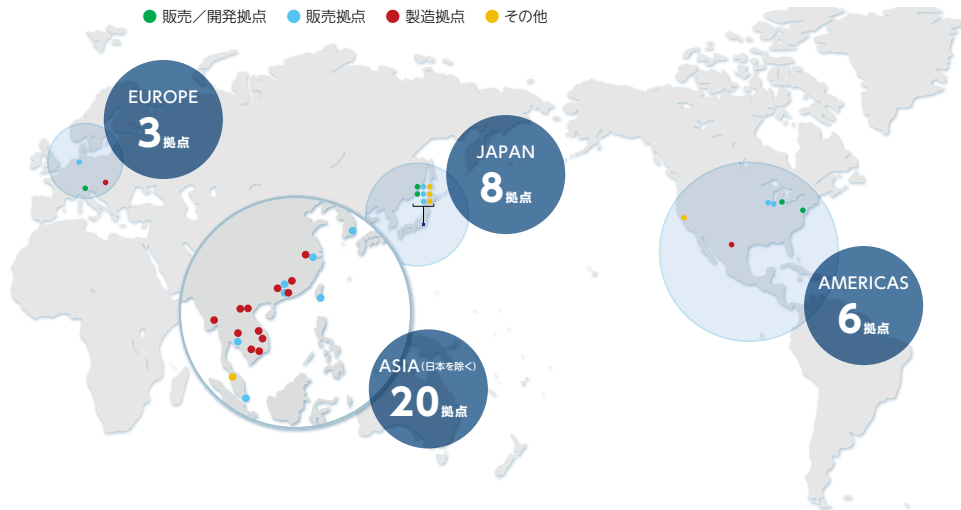 販売／開発拠点 販売拠点 製造拠点 その他
EUROPE
3拠点
JAPAN
8拠点
AMERICAS
6拠点
ASIA(日本を除く)
20拠点